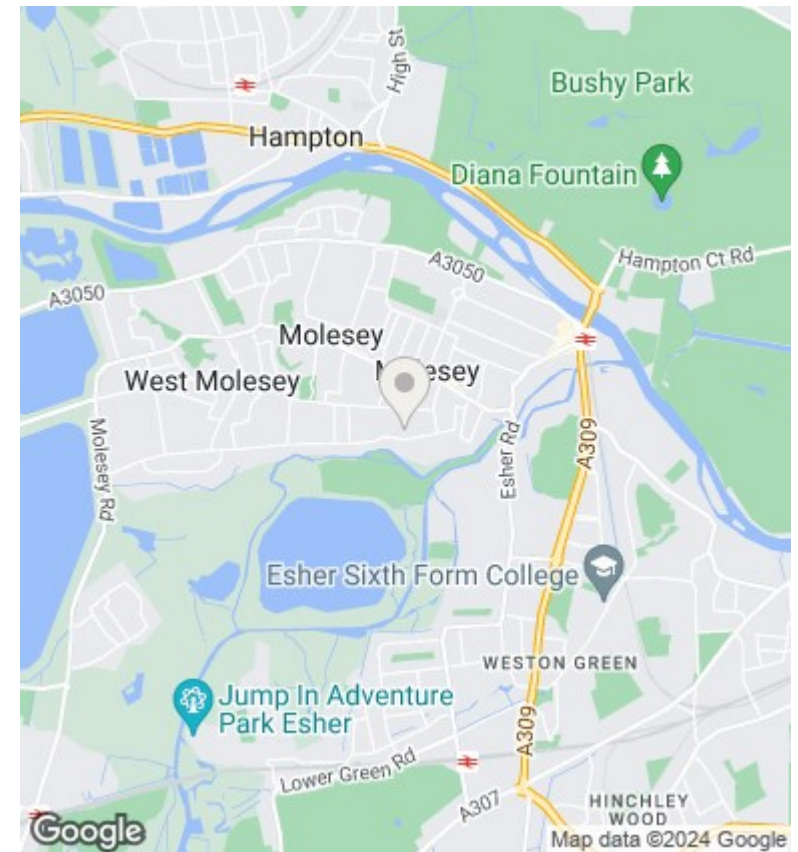 High St
Bushy Park
Hampton
Diana Fountain
Hampton Ct Rd
A3050
A3050
Molesey
West Molesey
Molesey Rd
Esher Rd
A309
Esher Sixth Form College
WESTON GREEN
Jump In Adventure
Park Esher
A309
Lower Green Rd
A307
HINCHLEY
WOOD
Google
Map data ©2024 Google